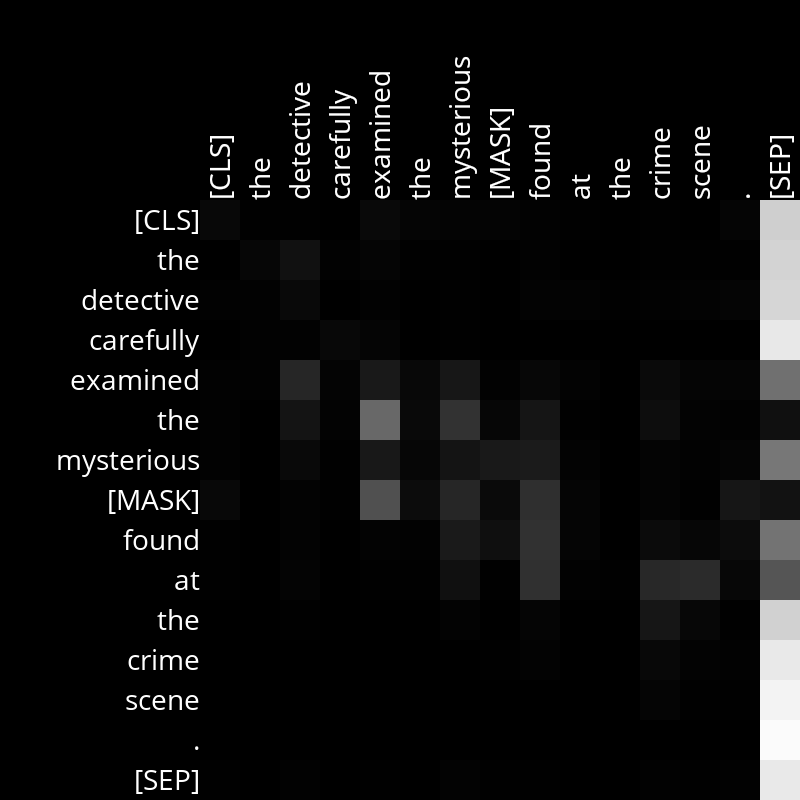 [CLS] the detective carefully examined the mysterious [MASK] found at the crime scene . [SEP]
[CLS]
the
detective
carefully
examined
the
mysterious
[MASK]
found
at
the
crime
scene
.
[SEP]